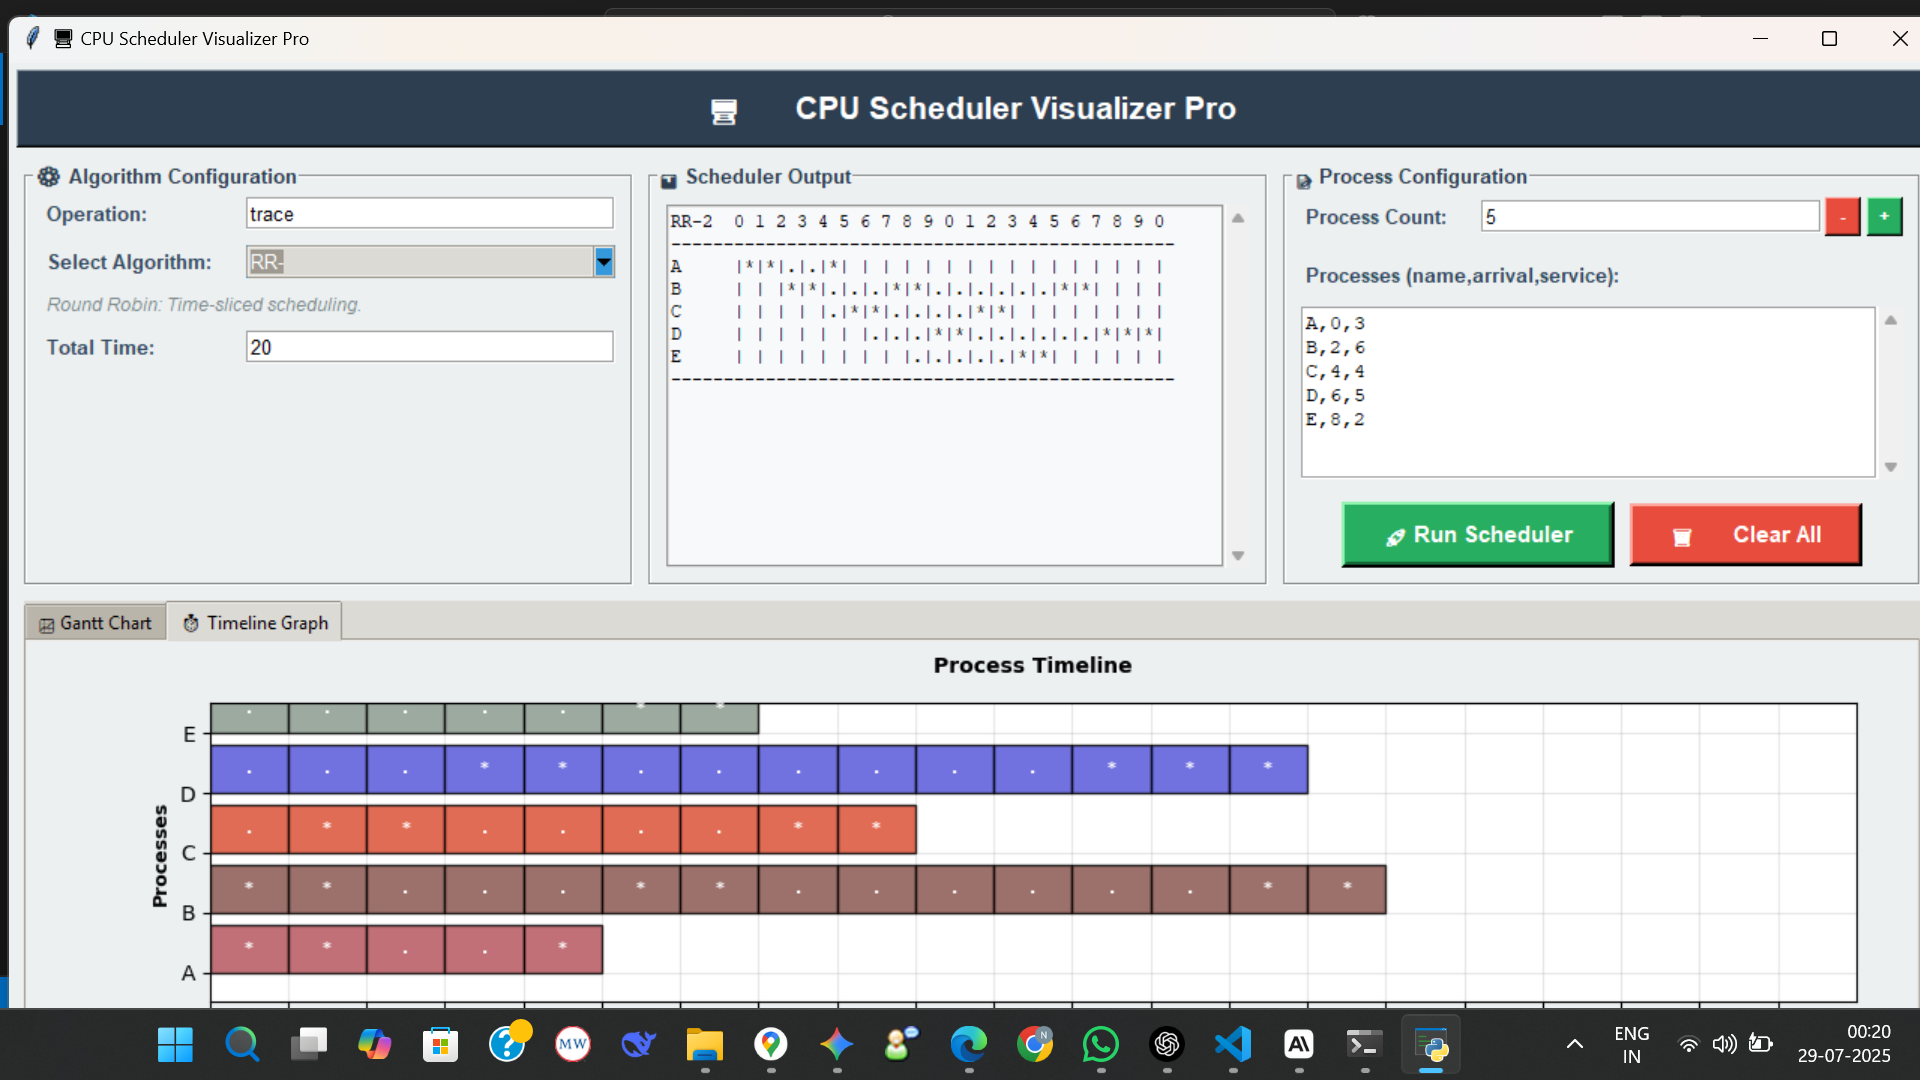 CPU Scheduler Visualizer Pro
CPU Scheduler Visualizer Pro
Algorithm Configuration
Operation: trace
Select Algorithm: RR-
Round Robin: Time-sliced scheduling.
Total Time: 20
Scheduler Output
RR-2  0 1 2 3 4 5 6 7 8 9 0 1 2 3 4 5 6 7 8 9 0
------------------------------------------------
A     |*|*|.|.|*| | | | | | | | | | | | | | | |
B     | | |*|*|.|.|.|*|*|.|.|.|.|.|.|*|*| | | |
C     | | | | |.|*|*|.|.|.|.|*|*| | | | | | | |
D     | | | | | | |.|.|.|*|*|.|.|.|.|.|.|*|*|*|
E     | | | | | | | | |.|.|.|.|.|*|*| | | | | |
------------------------------------------------
Process Configuration
Process Count: 5 - +
Processes (name,arrival,service):
A,0,3
B,2,6
C,4,4
D,6,5
E,8,2
Run Scheduler Clear All
Gantt Chart Timeline Graph
Process Timeline
Processes
E . . . . . * *
D . . . * * . . . . . . * * *
C . * * . . . . * *
B * * . . . * * . . . . . . * *
A * * . . *
MW
N
ENG
IN
00:20
29-07-2025